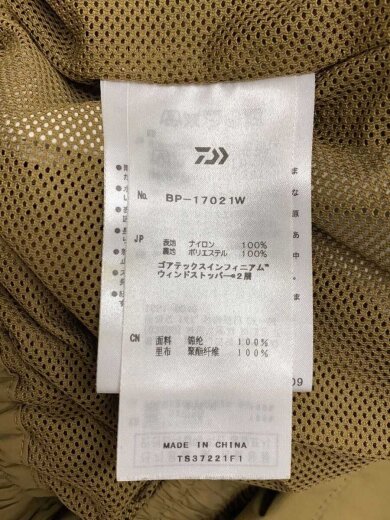 No. BP-17021W
JP 表地 ナイロン 100%
裏地 ポリエステル 100%
ゴアテックスインフィニアム™
ウィンドストッパー®2層
CN 面料 锦纶 100%
里布 聚酯纤维 100%
09
MADE IN CHINA
TS37221F1